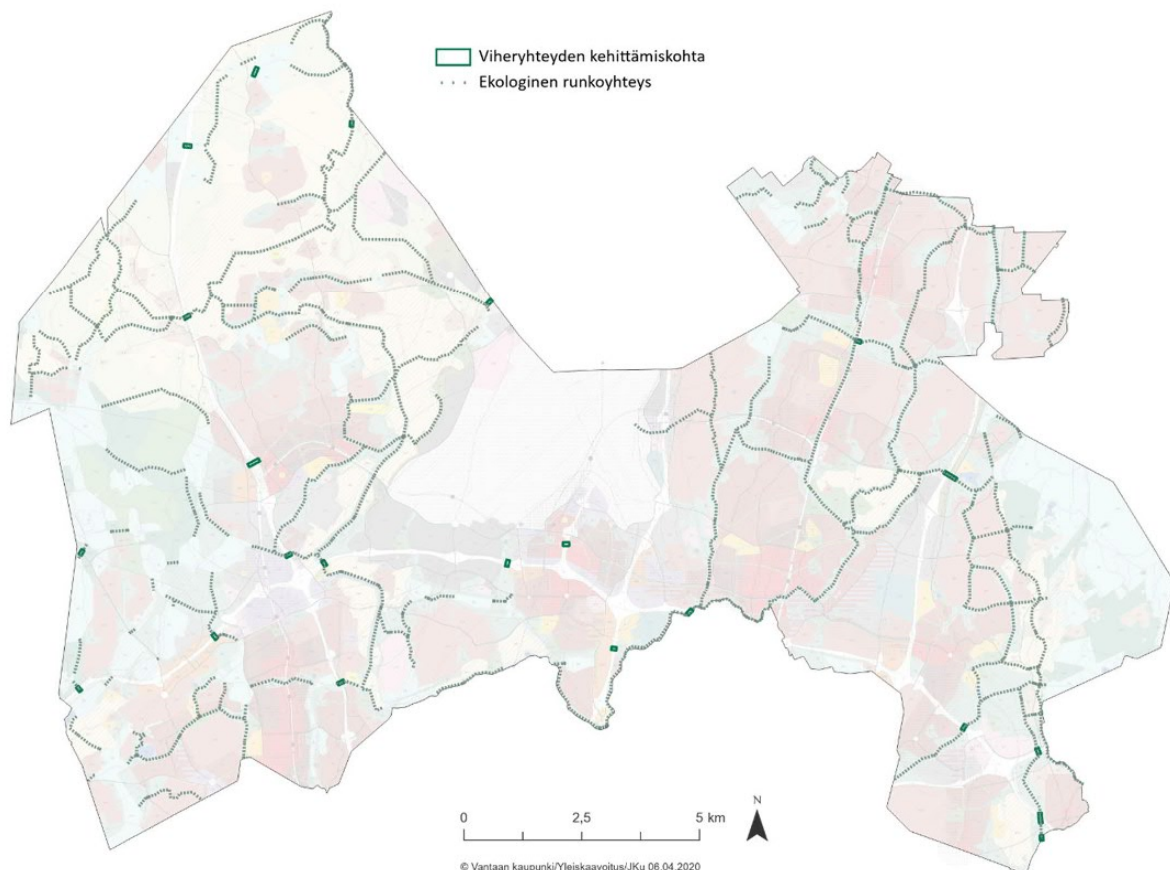 Viheryhteyden kehittämiskohta
Ekologinen runkoyhteys
N
0 2,5 5 km
© Vantaan kaupunki/Yleiskaavoitus/JKu 06.04.2020